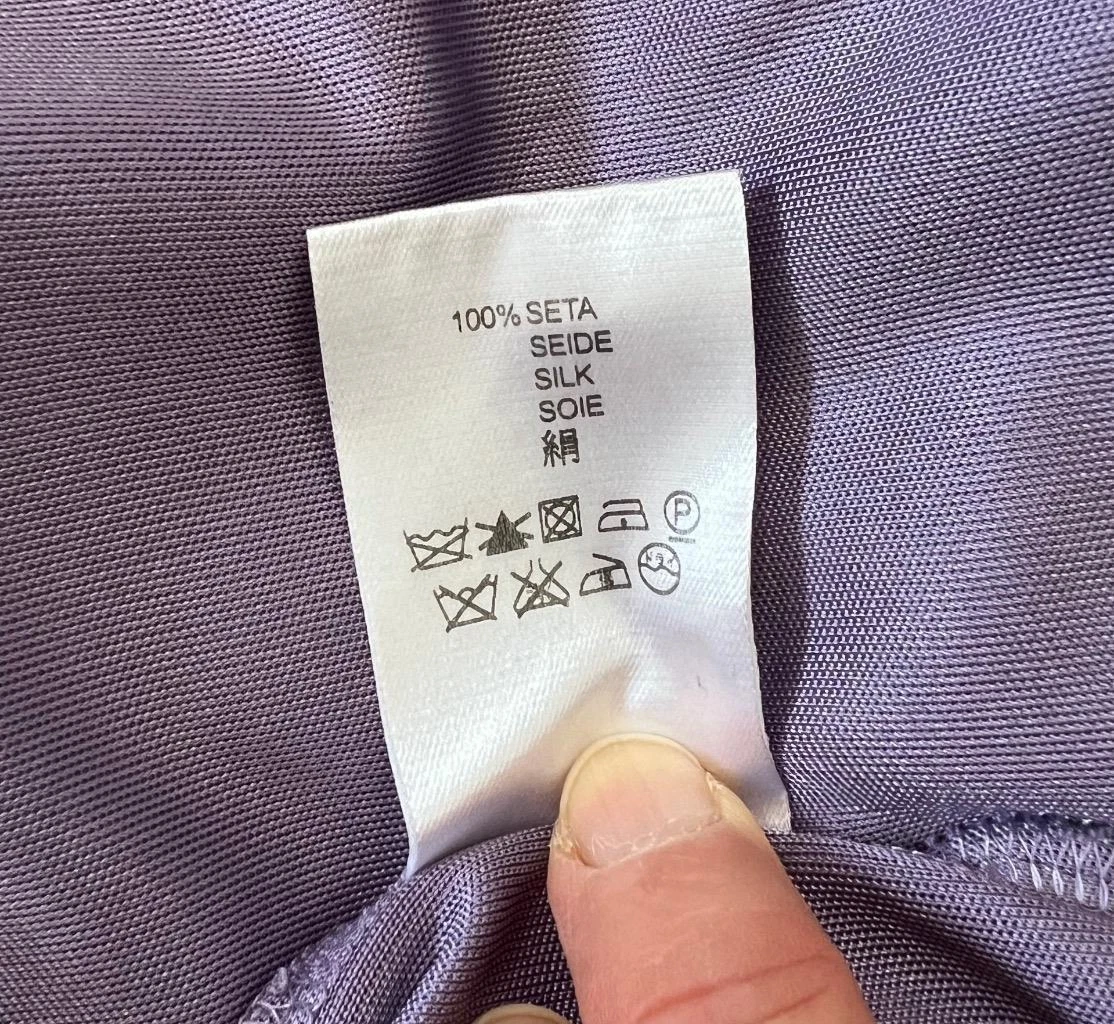 100% SETA
SEIDE
SILK
SOIE
絹
P